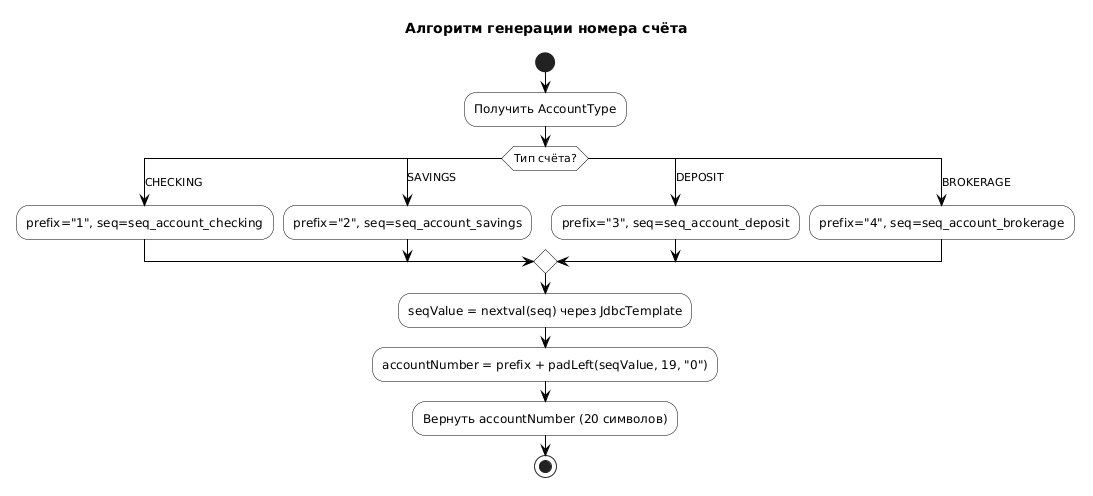 Алгоритм генерации номера счёта
Получить AccountType
Тип счёта?
CHECKING
SAVINGS
DEPOSIT
BROKERAGE
prefix="1", seq=seq_account_checking
prefix="2", seq=seq_account_savings
prefix="3", seq=seq_account_deposit
prefix="4", seq=seq_account_brokerage
seqValue = nextval(seq) через JdbcTemplate
accountNumber = prefix + padLeft(seqValue, 19, "0")
Вернуть accountNumber (20 символов)